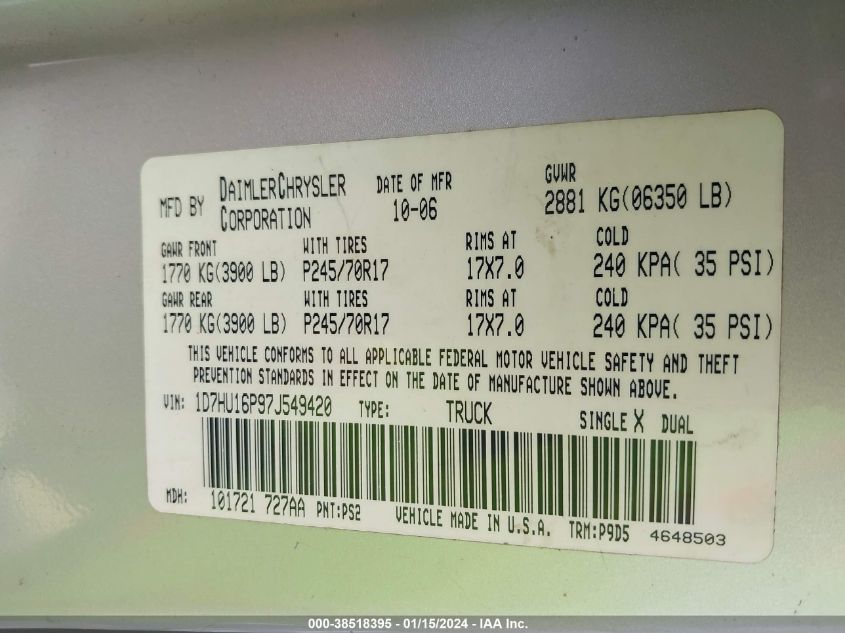 MFD BY DAIMLERCHRYSLER CORPORATION DATE OF MFR 10-06 GVWR 2881 KG(06350 LB)
GAWR FRONT WITH TIRES RIMS AT COLD
1770 KG(3900 LB) P245/70R17 17X7.0 240 KPA( 35 PSI)
GAWR REAR WITH TIRES RIMS AT COLD
1770 KG(3900 LB) P245/70R17 17X7.0 240 KPA( 35 PSI)
THIS VEHICLE CONFORMS TO ALL APPLICABLE FEDERAL MOTOR VEHICLE SAFETY AND THEFT
PREVENTION STANDARDS IN EFFECT ON THE DATE OF MANUFACTURE SHOWN ABOVE.
VIN: 1D7HU16P97J549420 TYPE: TRUCK SINGLE X DUAL
MDH: 101721 727AA PNT:PS2 VEHICLE MADE IN U.S.A. TRM:P9D5 4648503
000-38518395 - 01/15/2024 - IAA Inc.